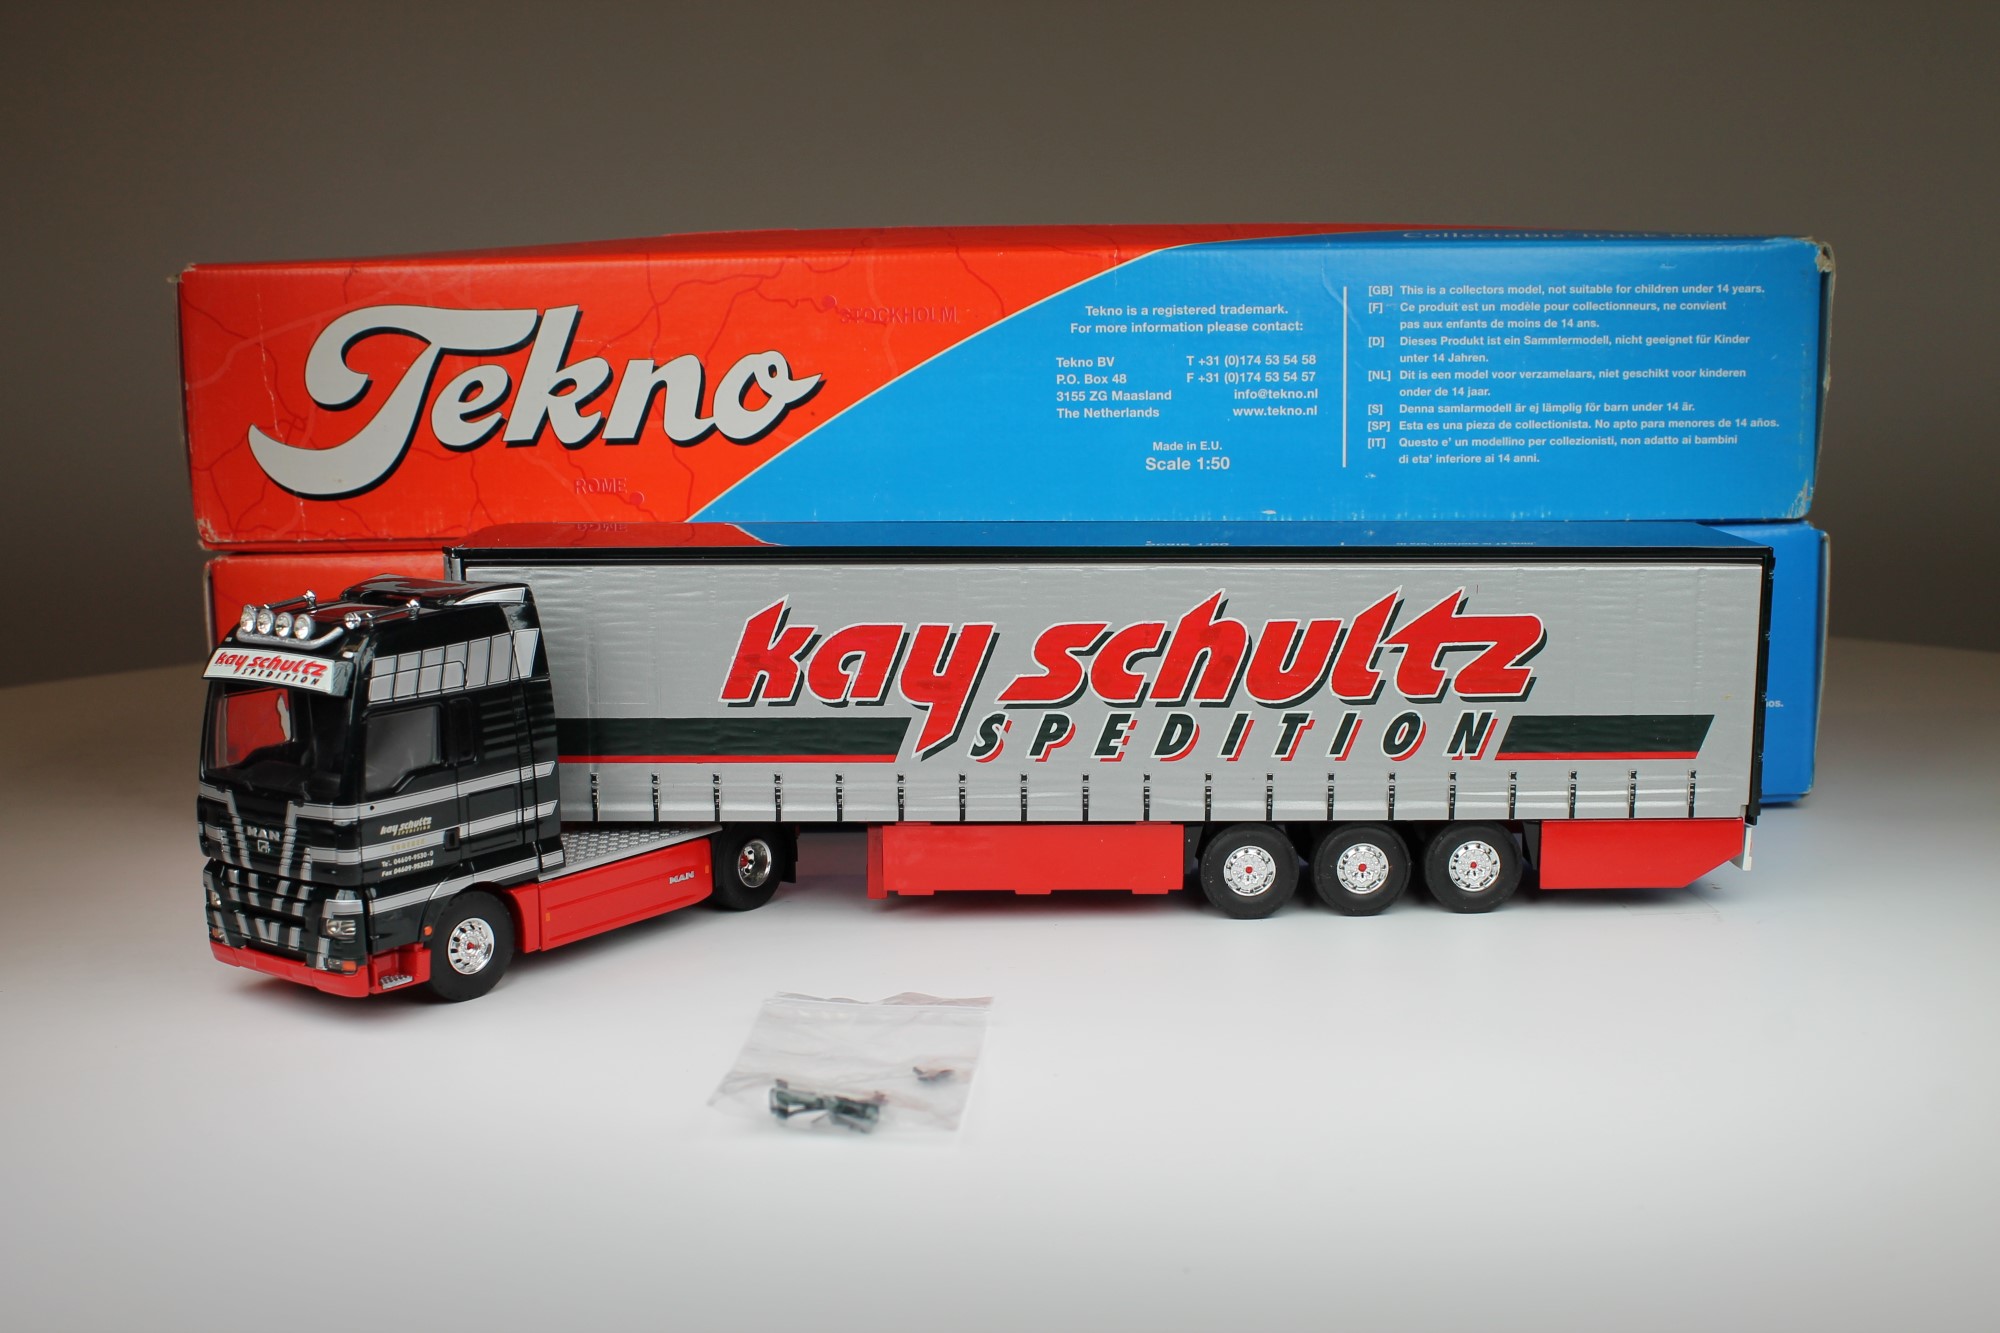 Collectable Truck
Tekno
STOCKHOLM
ROME
Tekno is a registered trademark.
For more information please contact:
Tekno BV
T +31 (0)174 53 54 58
P.O. Box 48
F +31 (0)174 53 54 57
3155 ZG Maasland
info@tekno.nl
The Netherlands
www.tekno.nl
Made in E.U.
Scale 1:50
[GB] This is a collectors model, not suitable for children under 14 years.
[F] Ce produit est un modèle pour collectionneurs, ne convient
pas aux enfants de moins de 14 ans.
[D] Dieses Produkt ist ein Sammlermodell, nicht geeignet für Kinder
unter 14 Jahren.
[NL] Dit is een model voor verzamelaars, niet geschikt voor kinderen
onder de 14 jaar.
[S] Denna samlarmodell är ej lämplig för barn under 14 år.
[SP] Esta es una pieza de collectionista. No apto para menores de 14 años.
[IT] Questo e' un modellino per collezionisti, non adatto ai bambini
di eta' inferiore ai 14 anni.
kay schultz
SPEDITION
kay schultz
SPEDITION
MAN
kay schultz
SPEDITION
Tel. 04609-9530-0
Fax 04609-953029
MAN